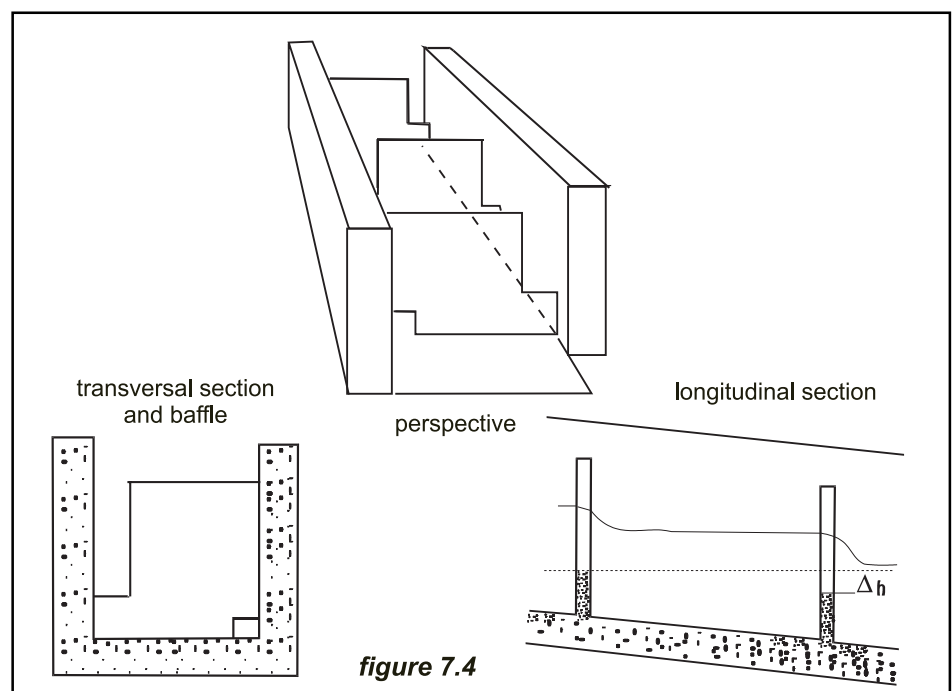 transversal section
and baffle
perspective
longitudinal section
Δh
figure 7.4